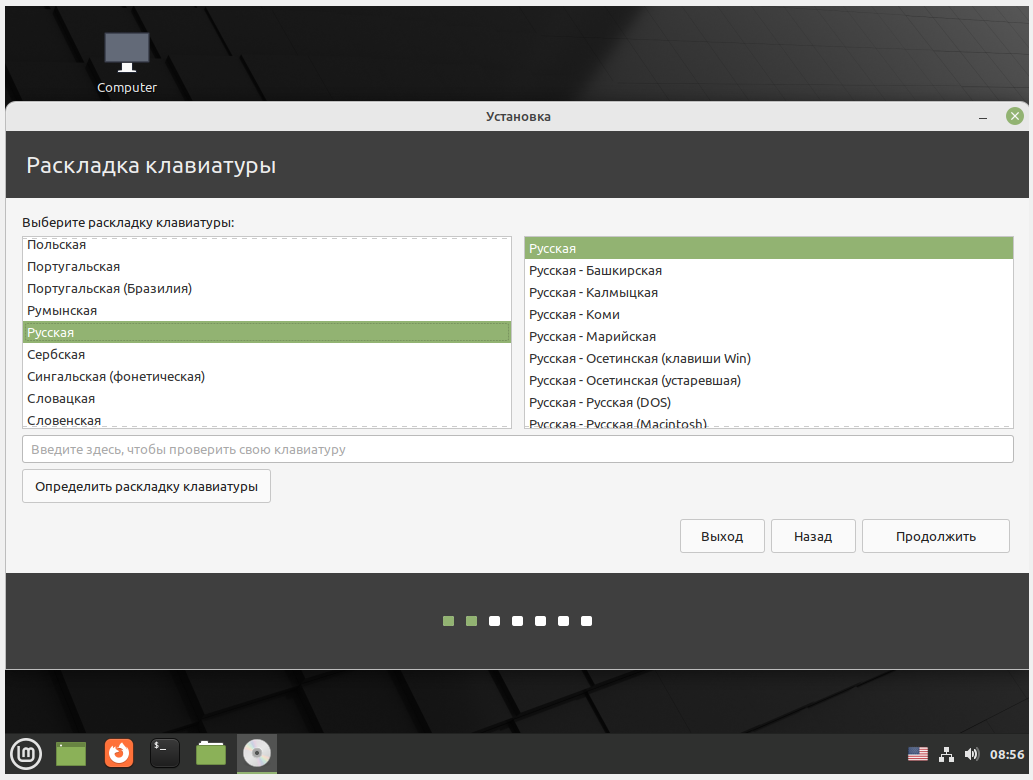 Computer
Установка
Раскладка клавиатуры
Выберите раскладку клавиатуры:
Польская
Португальская
Португальская (Бразилия)
Румынская
Русская
Сербская
Сингальская (фонетическая)
Словацкая
Словенская
Русская
Русская - Башкирская
Русская - Калмыцкая
Русская - Коми
Русская - Марийская
Русская - Осетинская (клавиши Win)
Русская - Осетинская (устаревшая)
Русская - Русская (DOS)
Русская - Русская (Macintosh)
Введите здесь, чтобы проверить свою клавиатуру
Определить раскладку клавиатуры
Выход Назад Продолжить
$_ 08:56